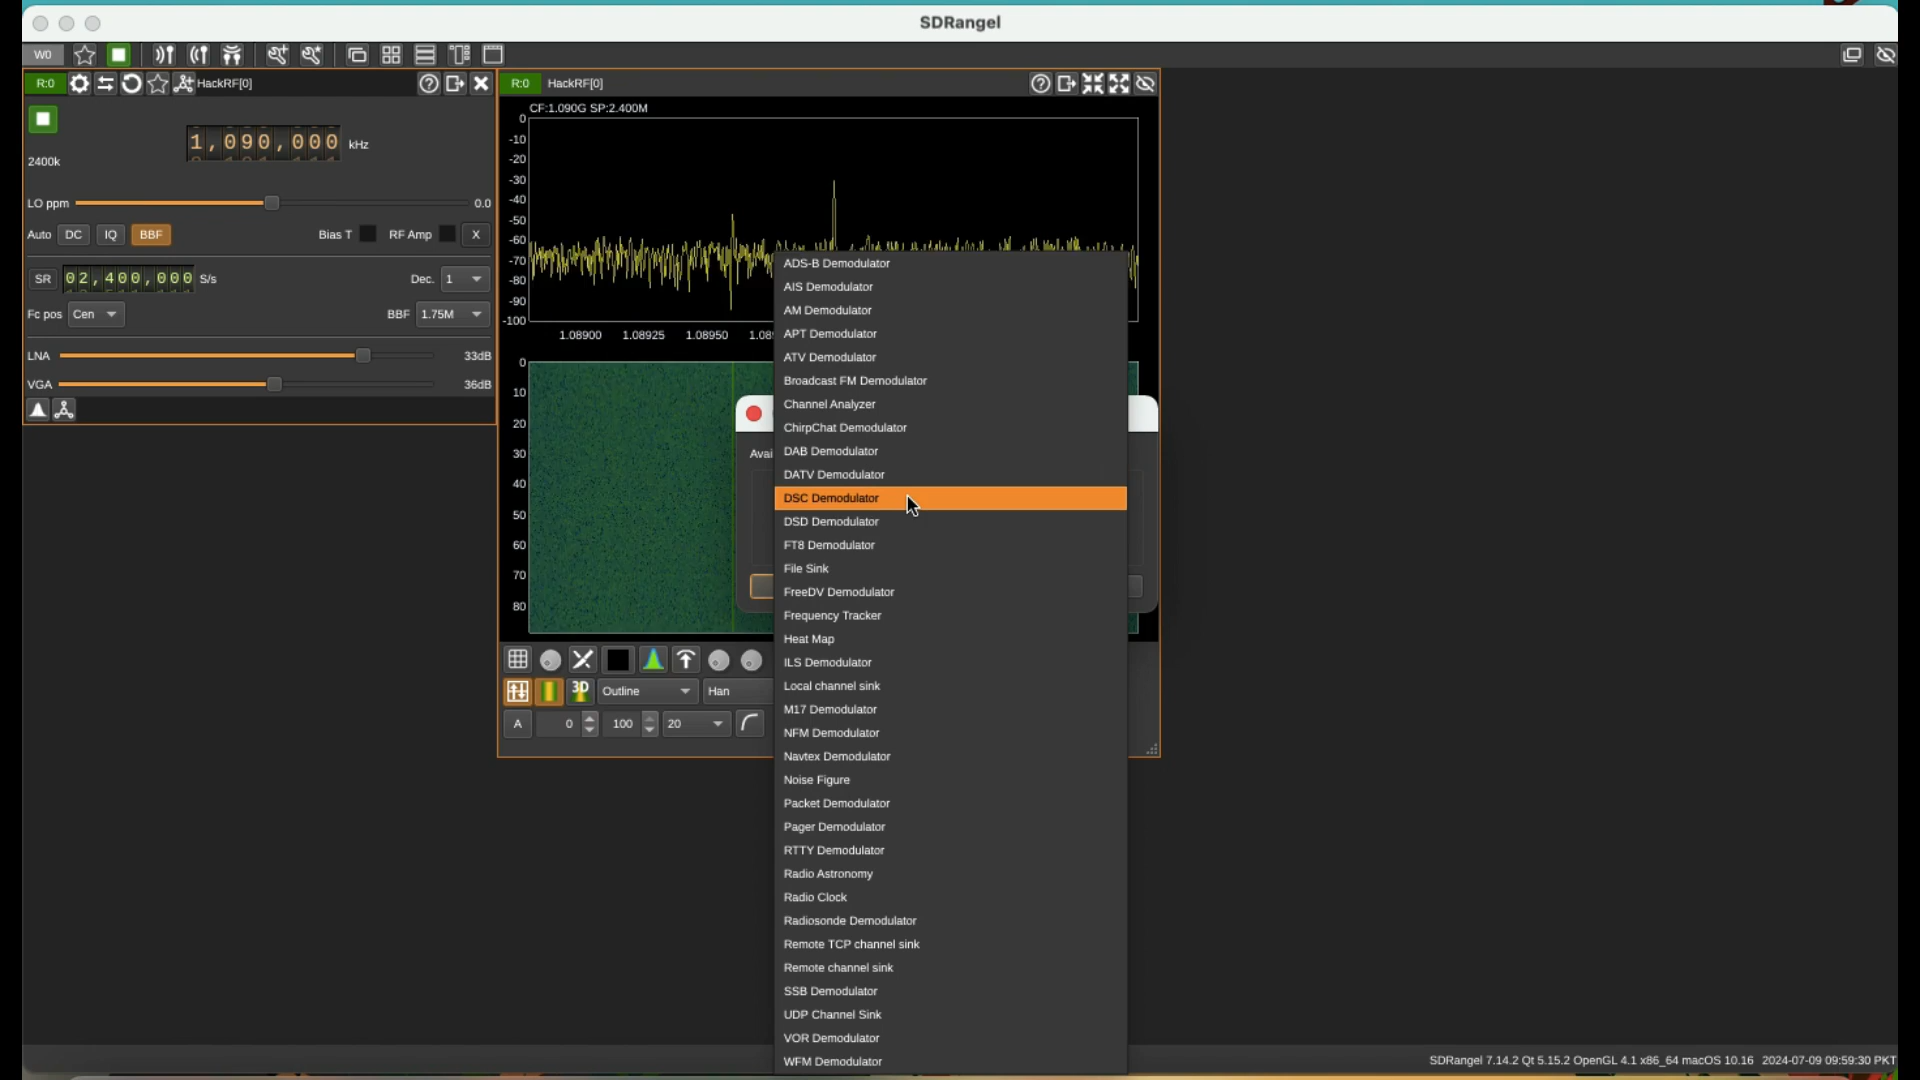 SDRangel
W0
R:0 HackRF[0]
R:0 HackRF[0]
CF:1.090G SP:2.400M
1,090,000 kHz
2400k
LO ppm 0.0
Auto DC IQ BBF Bias T RF Amp X
SR 02,400,000 S/s Dec. 1
Fc pos Cen BBF 1.75M
LNA 33dB
VGA 36dB
0
-10
-20
-30
-40
-50
-60
-70
-80
-90
-100
1.08900 1.08925 1.08950 1.08
0
10
20
30
40
50
60
70
80
Avai
3D Outline Han
A 0 100 20
ADS-B Demodulator
AIS Demodulator
AM Demodulator
APT Demodulator
ATV Demodulator
Broadcast FM Demodulator
Channel Analyzer
ChirpChat Demodulator
DAB Demodulator
DATV Demodulator
DSC Demodulator
DSD Demodulator
FT8 Demodulator
File Sink
FreeDV Demodulator
Frequency Tracker
Heat Map
ILS Demodulator
Local channel sink
M17 Demodulator
NFM Demodulator
Navtex Demodulator
Noise Figure
Packet Demodulator
Pager Demodulator
RTTY Demodulator
Radio Astronomy
Radio Clock
Radiosonde Demodulator
Remote TCP channel sink
Remote channel sink
SSB Demodulator
UDP Channel Sink
VOR Demodulator
WFM Demodulator
SDRangel 7.14.2 Qt 5.15.2 OpenGL 4.1 x86_64 macOS 10.16 2024-07-09 09:59:30 PKT